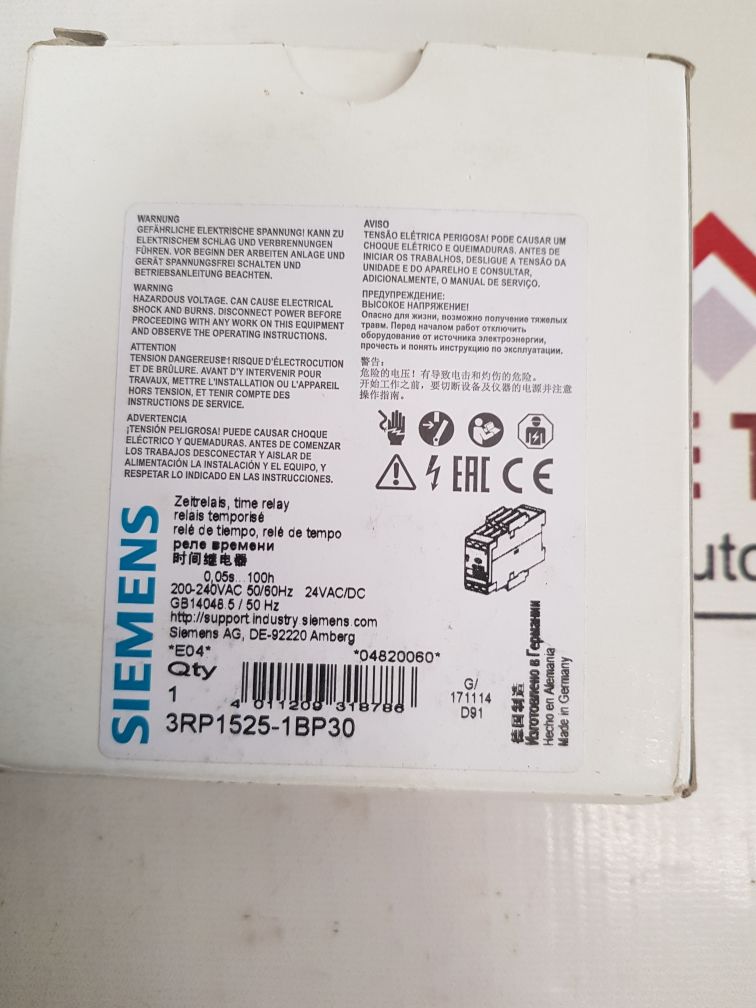 WARNUNG
GEFÄHRLICHE ELEKTRISCHE SPANNUNG! KANN ZU
ELEKTRISCHEM SCHLAG UND VERBRENNUNGEN
FÜHREN. VOR BEGINN DER ARBEITEN ANLAGE UND
GERÄT SPANNUNGSFREI SCHALTEN UND
BETRIEBSANLEITUNG BEACHTEN.
WARNING
HAZARDOUS VOLTAGE. CAN CAUSE ELECTRICAL
SHOCK AND BURNS. DISCONNECT POWER BEFORE
PROCEEDING WITH ANY WORK ON THIS EQUIPMENT
AND OBSERVE THE OPERATING INSTRUCTIONS.
ATTENTION
TENSION DANGEREUSE! RISQUE D'ÉLECTROCUTION
ET DE BRÛLURE. AVANT D'Y INTERVENIR POUR
TRAVAUX, METTRE L'INSTALLATION OU L'APPAREIL
HORS TENSION, ET TENIR COMPTE DES
INSTRUCTIONS DE SERVICE.
ADVERTENCIA
¡TENSIÓN PELIGROSA! PUEDE CAUSAR CHOQUE
ELÉCTRICO Y QUEMADURAS. ANTES DE COMENZAR
LOS TRABAJOS DESCONECTAR Y AISLAR DE
ALIMENTACIÓN LA INSTALACIÓN Y EL EQUIPO, Y
RESPETAR LO INDICADO EN LAS INSTRUCCIONES.
AVISO
TENSÃO ELÉTRICA PERIGOSA! PODE CAUSAR UM
CHOQUE ELÉTRICO E QUEIMADURAS. ANTES DE
INICIAR OS TRABALHOS, DESLIGUE A TENSÃO DA
UNIDADE E DO APARELHO E CONSULTAR,
ADICIONALMENTE, O MANUAL DE SERVIÇO.
ПРЕДУПРЕЖДЕНИЕ:
ВЫСОКОЕ НАПРЯЖЕНИЕ!
Опасно для жизни, возможно получение тяжелых
травм. Перед началом работ отключить
оборудование от источника электроэнергии,
прочесть и понять инструкцию по эксплуатации.
警告:
危险的电压! 有导致电击和灼伤的危险。
开始工作之前, 要切断设备及仪器的电源并注意
操作指南。
EAC CE
SIEMENS
Zeitrelais, time relay
relais temporisé
relé de tiempo, relé de tempo
реле времени
时间继电器
0,05s...100h
200-240VAC 50/60Hz 24VAC/DC
GB14048.5 / 50 Hz
http://support.industry.siemens.com
Siemens AG, DE-92220 Amberg
*E04* *04820060*
Qty
1
4 011209 318786
3RP1525-1BP30
G/
171114
D91
德国制造
Изготовлено в Германии
Hecho en Alemania
Made in Germany
ET
uto